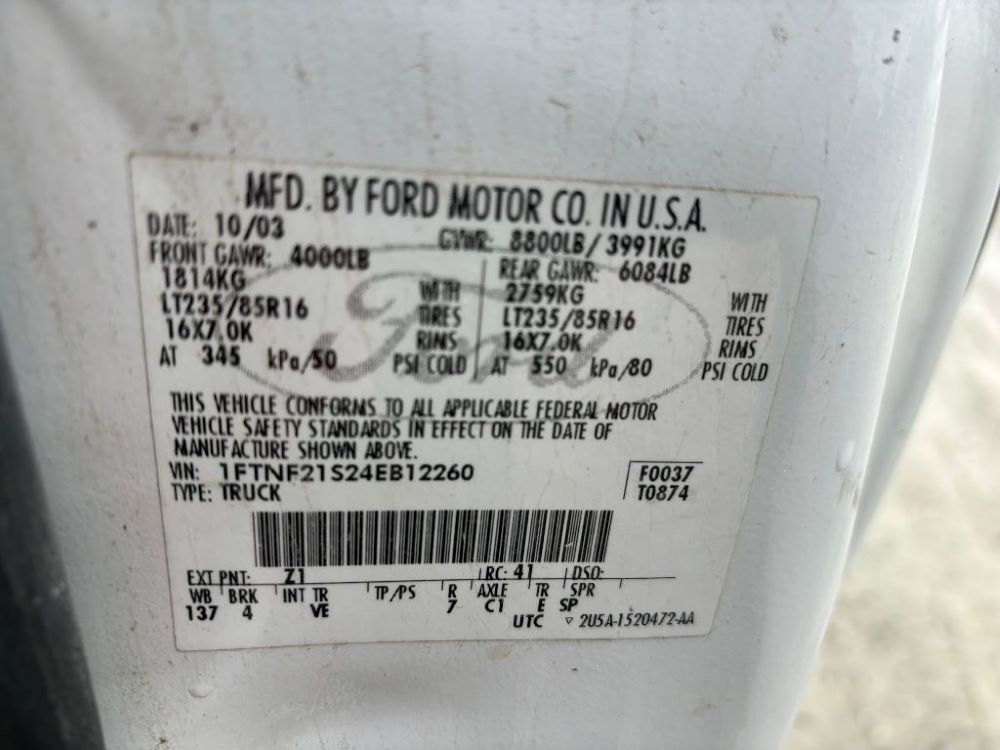 MFD. BY FORD MOTOR CO. IN U.S.A.
DATE: 10/03 GVWR: 8800LB/3991KG
FRONT GAWR: 4000LB REAR GAWR: 6084LB
1814KG WITH 2759KG WITH
LT235/85R16 TIRES LT235/85R16 TIRES
16X7.0K RIMS 16X7.0K RIMS
AT 345 kPa/50 PSI COLD AT 550 kPa/80 PSI COLD
Ford
THIS VEHICLE CONFORMS TO ALL APPLICABLE FEDERAL MOTOR
VEHICLE SAFETY STANDARDS IN EFFECT ON THE DATE OF
MANUFACTURE SHOWN ABOVE.
VIN: 1FTNF21S24EB12260 F0037
TYPE: TRUCK T0874
EXT PNT: Z1 RC: 41 DSO:
WB BRK INT TR TP/PS R AXLE TR SPR
137 4 VE 7 C1 E SP
UTC ▽ 2U5A-1520472-AA